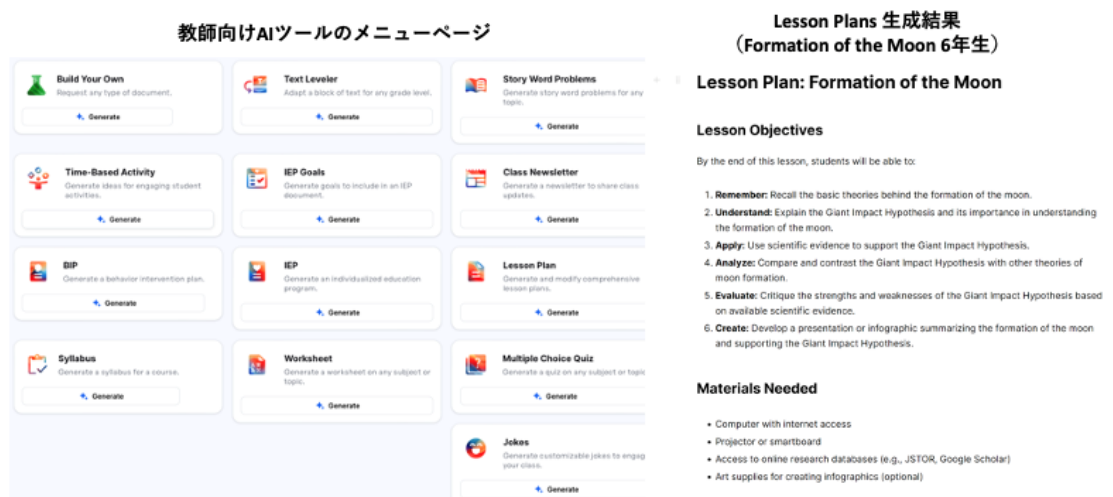 教師向けAIツールのメニューページ
Build Your Own
Request any type of document.
Generate
Text Leveler
Adapt a block of text for any grade level.
Generate
Story Word Problems
Generate story word problems for any
topic.
Generate
Time-Based Activity
Generate ideas for engaging student
activities.
Generate
IEP Goals
Generate goals to include in an IEP
document.
Generate
Class Newsletter
Generate a newsletter to share class
updates.
Generate
BIP
Generate a behavior intervention plan.
Generate
IEP
Generate an individualized education
program.
Generate
Lesson Plan
Generate and modify comprehensive
lesson plans.
Generate
Syllabus
Generate a syllabus for a course.
Generate
Worksheet
Generate a worksheet on any subject or
topic.
Generate
Multiple Choice Quiz
Generate a quiz on any subject or topic
Generate
Jokes
Generate customizable jokes to engag
your class.
Generate
Lesson Plans 生成結果
（Formation of the Moon 6年生）
Lesson Plan: Formation of the Moon
Lesson Objectives
By the end of this lesson, students will be able to:
1. Remember: Recall the basic theories behind the formation of the moon.
2. Understand: Explain the Giant Impact Hypothesis and its importance in understanding
the formation of the moon.
3. Apply: Use scientific evidence to support the Giant Impact Hypothesis.
4. Analyze: Compare and contrast the Giant Impact Hypothesis with other theories of
moon formation.
5. Evaluate: Critique the strengths and weaknesses of the Giant Impact Hypothesis based
on available scientific evidence.
6. Create: Develop a presentation or infographic summarizing the formation of the moon
and supporting the Giant Impact Hypothesis.
Materials Needed
• Computer with internet access
• Projector or smartboard
• Access to online research databases (e.g., JSTOR, Google Scholar)
• Art supplies for creating infographics (optional)